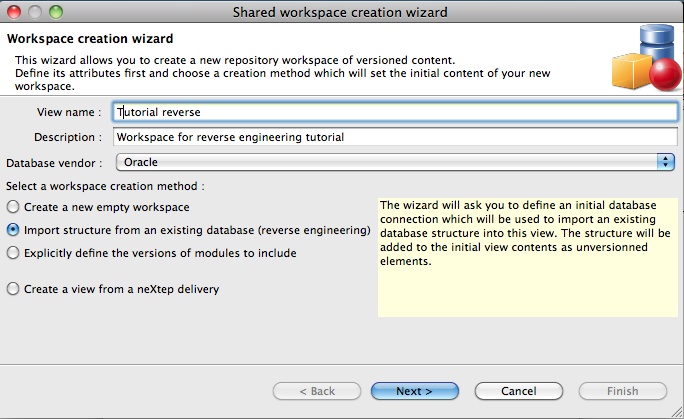 Shared workspace creation wizard
Workspace creation wizard
This wizard allows you to create a new repository workspace of versioned content.
Define its attributes first and choose a creation method which will set the initial content of your new
workspace.
View name : Tutorial reverse
Description : Workspace for reverse engineering tutorial
Database vendor : Oracle
Select a workspace creation method :
Create a new empty workspace
Import structure from an existing database (reverse engineering)
Explicitly define the versions of modules to include
Create a view from a neXtep delivery
The wizard will ask you to define an initial database
connection which will be used to import an existing
database structure into this view. The structure will be
added to the initial view contents as unversionned
elements.
< Back
Next >
Cancel
Finish